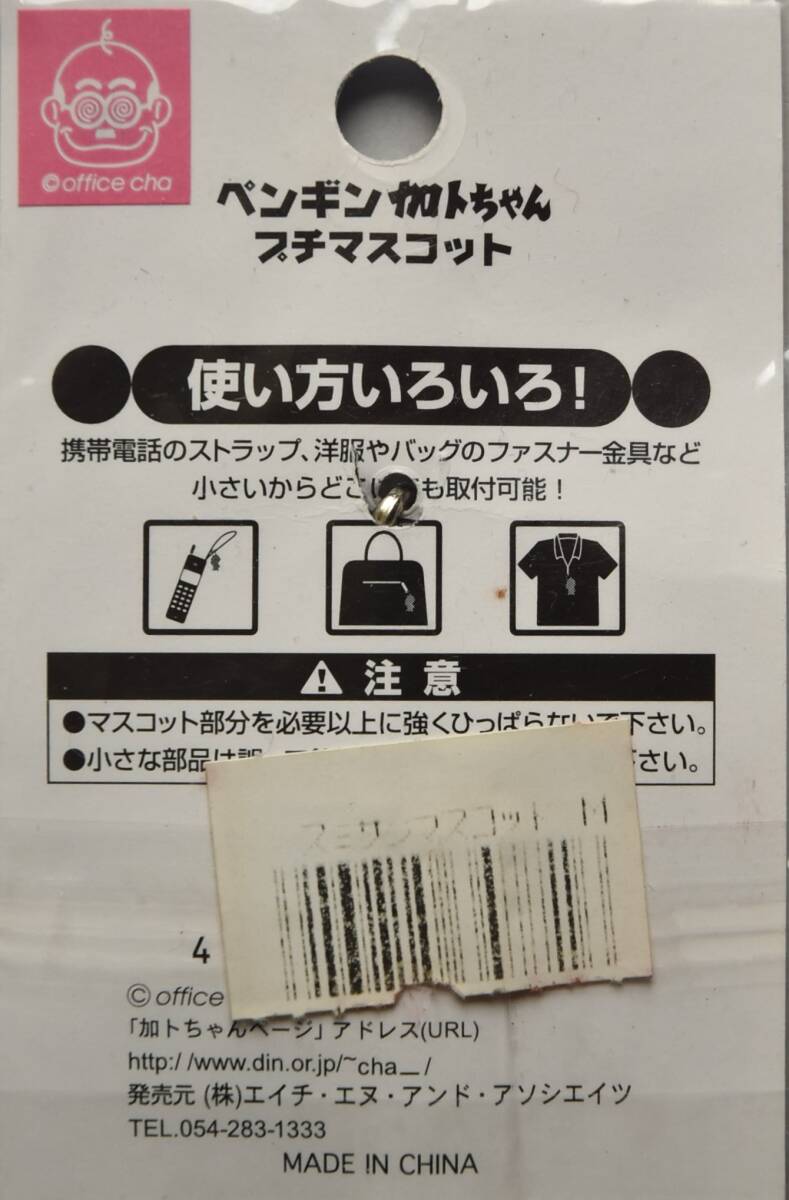 ©office cha
ペンギン加トちゃん
プチマスコット
使い方いろいろ！
携帯電話のストラップ、洋服やバッグのファスナー金具など
小さいからどこにでも取付可能！
注意
●マスコット部分を必要以上に強くひっぱらないで下さい。
●小さな部品は誤 さい。
マスコット M
4
©office
「加トちゃんページ」アドレス(URL)
http://www.din.or.jp/~cha_/
発売元 (株)エイチ・エヌ・アンド・アソシエイツ
TEL.054-283-1333
MADE IN CHINA